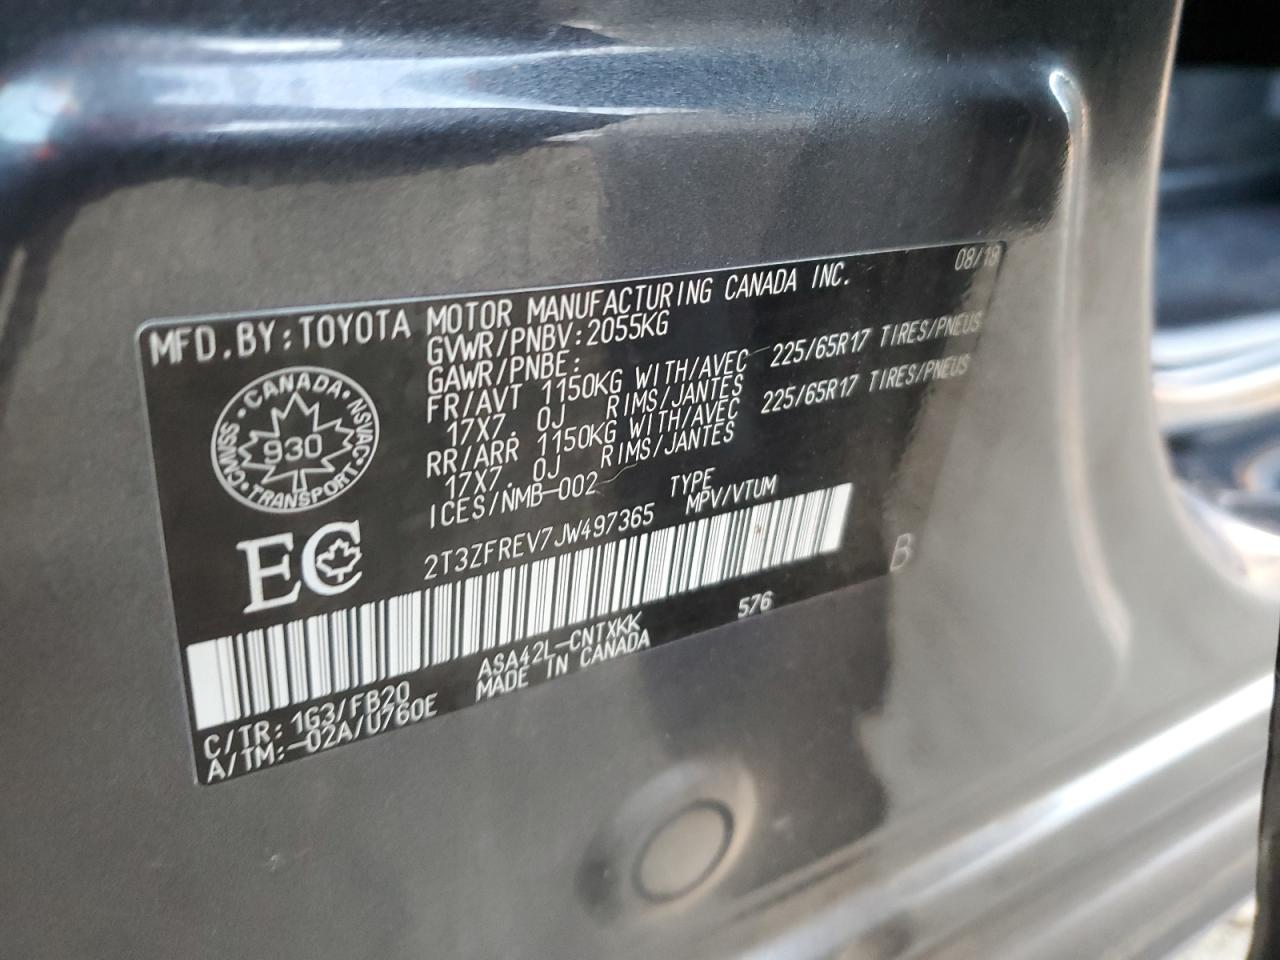 MFD.BY:TOYOTA MOTOR MANUFACTURING CANADA INC. 08/18
GVWR/PNBV:2055KG
GAWR/PNBE:
FR/AVT 1150KG WITH/AVEC 225/65R17 TIRES/PNEUS
17X7. 0J RIMS/JANTES
RR/ARR 1150KG WITH/AVEC 225/65R17 TIRES/PNEUS
17X7. 0J RIMS/JANTES
ICES/NMB-002
CANADA
CMVSS · NSVAC
930
TRANSPORT
EC
2T3ZFREV7JW497365 TYPE
MPV/VTUM
B
C/TR: 1G3/FB20 ASA42L-CNTXKK 576
A/TM:-02A/U760E MADE IN CANADA